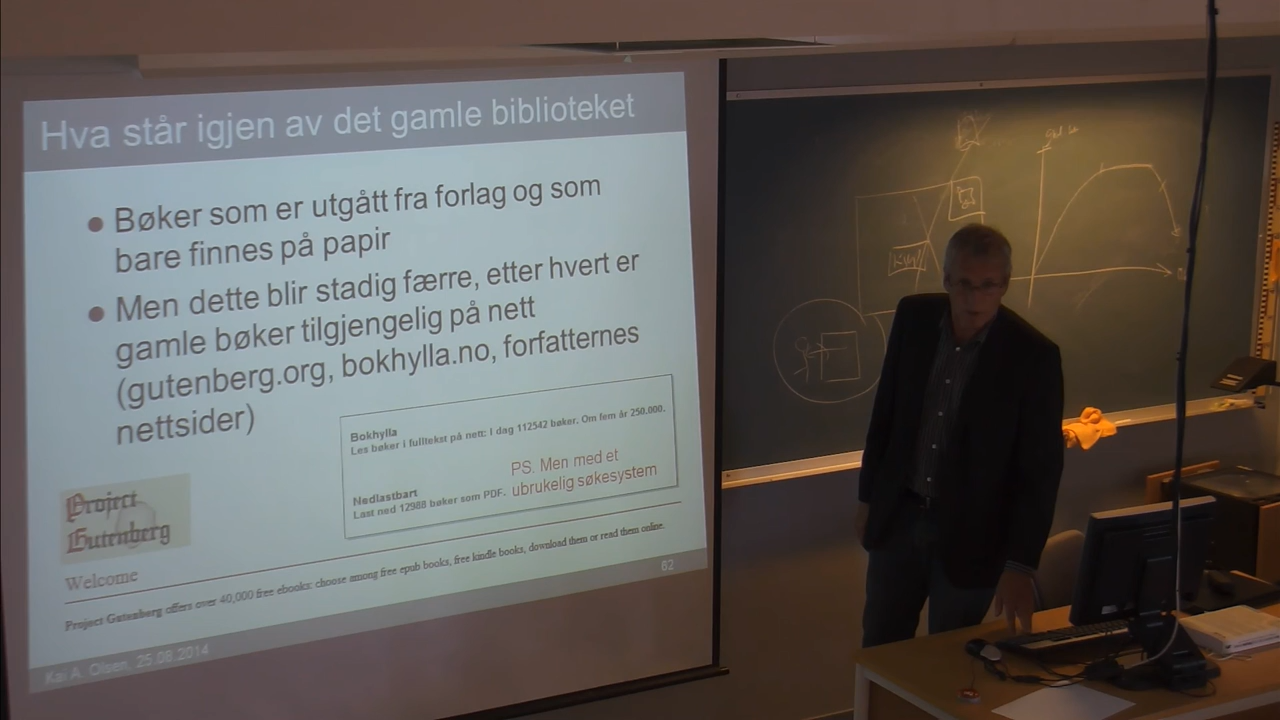 Hva står igjen av det gamle biblioteket
● Bøker som er utgått fra forlag og som
bare finnes på papir
● Men dette blir stadig færre, etter hvert er
gamle bøker tilgjengelig på nett
(gutenberg.org, bokhylla.no, forfatternes
nettsider)
Bokhylla
Les bøker i fulltekst på nett: I dag 112542 bøker. Om fem år 250.000.
Nedlastbart
Last ned 12988 bøker som PDF.
PS. Men med et
ubrukelig søkesystem
Project
Gutenberg
Welcome
Project Gutenberg offers over 40,000 free ebooks: choose among free epub books, free kindle books, download them or read them online.
62
Kai A. Olsen, 25.08.2014